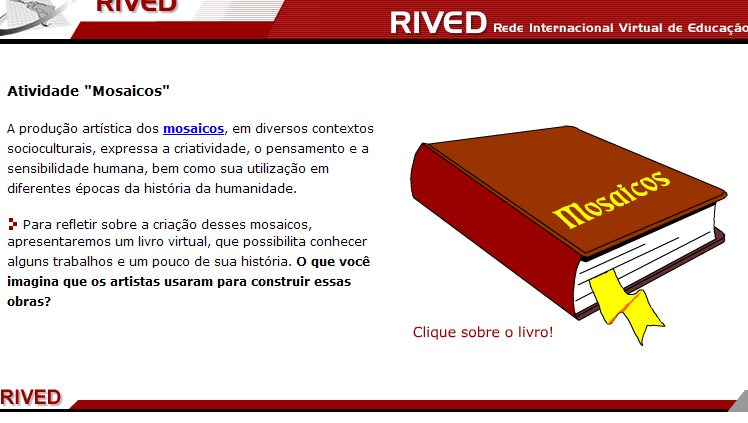 RIVED
RIVED Rede Internacional Virtual de Educação
Atividade "Mosaicos"
A produção artística dos mosaicos, em diversos contextos
socioculturais, expressa a criatividade, o pensamento e a
sensibilidade humana, bem como sua utilização em
diferentes épocas da história da humanidade.
Para refletir sobre a criação desses mosaicos,
apresentaremos um livro virtual, que possibilita conhecer
alguns trabalhos e um pouco de sua história. O que você
imagina que os artistas usaram para construir essas
obras?
Mosaicos
Clique sobre o livro!
RIVED